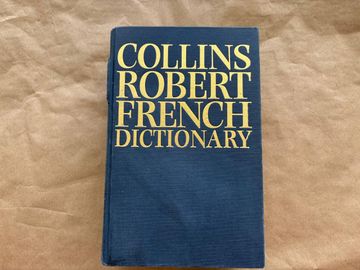 COLLINS
ROBERT
FRENCH
DICTIONARY